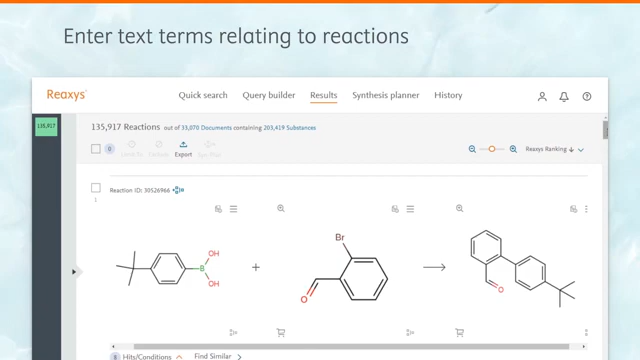 Enter text terms relating to reactions
Reaxys
Quick search
Query builder
Results
Synthesis planner
History
135,917
135,917 Reactions out of 33,070 Documents containing 203,419 Substances
0
Export
Reaxys Ranking
Reaction ID: 30526966
1
B
OH
OH
+
Br
O
O
8
Hits/Conditions
Find Similar